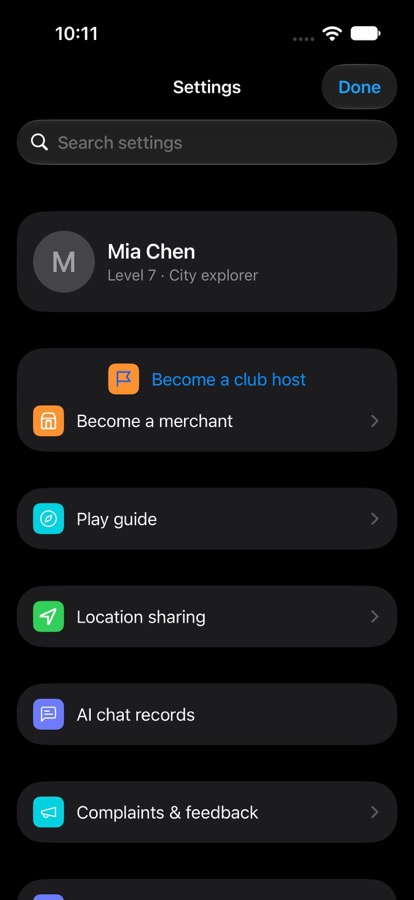 10:11
Settings
Done
Search settings
M
Mia Chen
Level 7 · City explorer
Become a club host
Become a merchant
Play guide
Location sharing
AI chat records
Complaints & feedback